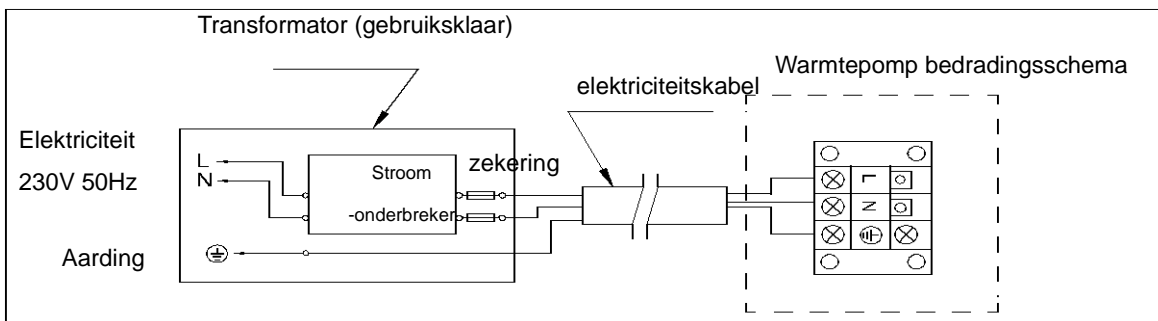 Transformator (gebruiksklaar)
Warmtepomp bedradingsschema
elektriciteitskabel
Elektriciteit
230V 50Hz
L
N
Stroom
-onderbreker
zekering
Aarding
L
N